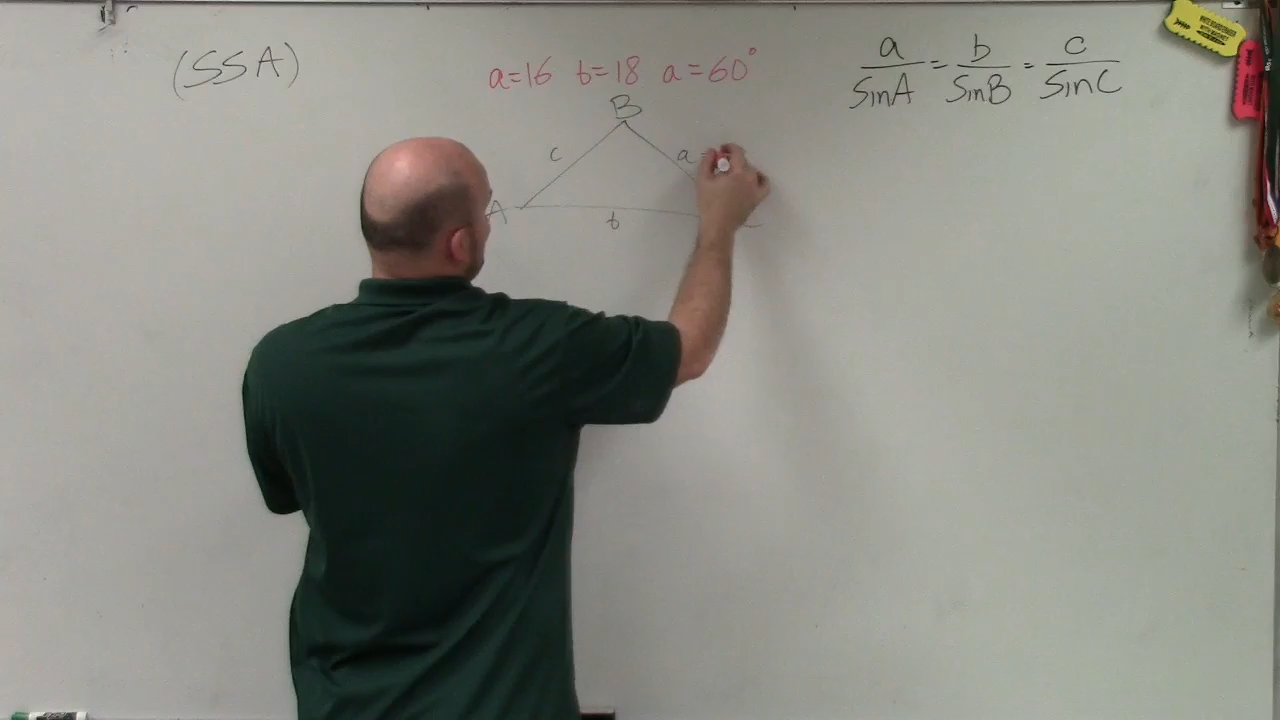 (SSA)
a=16 b=18 a=60°
a/SinA = b/SinB = c/SinC
B
c
a
A
b